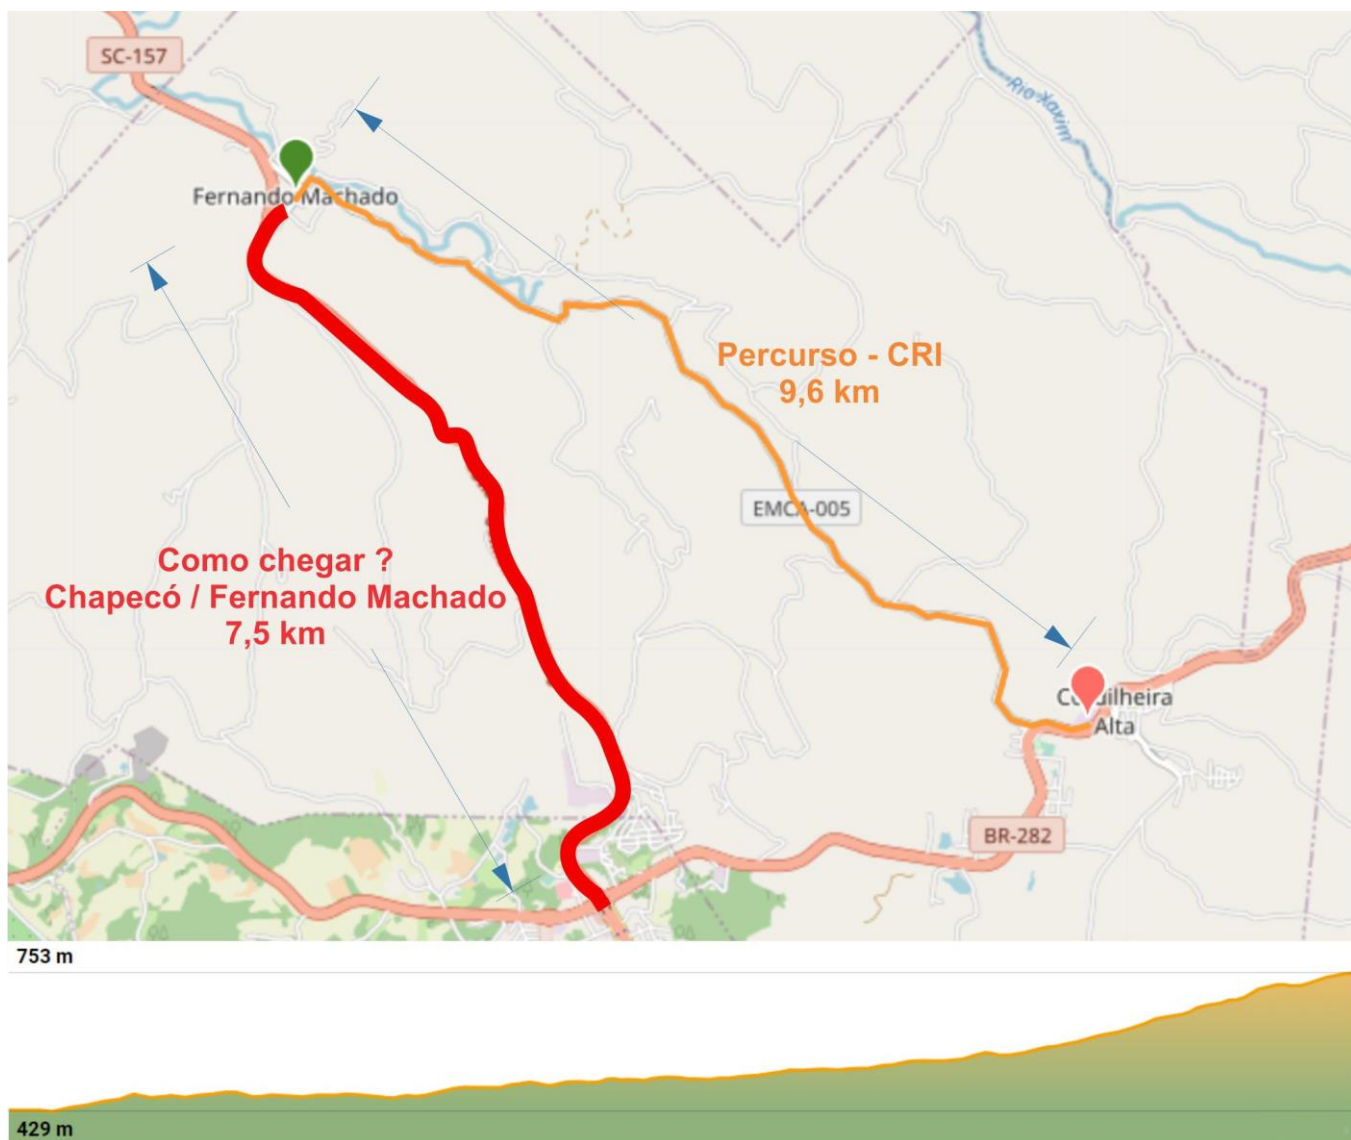 SC-157
Rio Xaxim
Fernando Machado
Percurso - CRI
9,6 km
EMCA-005
Como chegar ?
Chapecó / Fernando Machado
7,5 km
Alta
BR-282
753 m
429 m